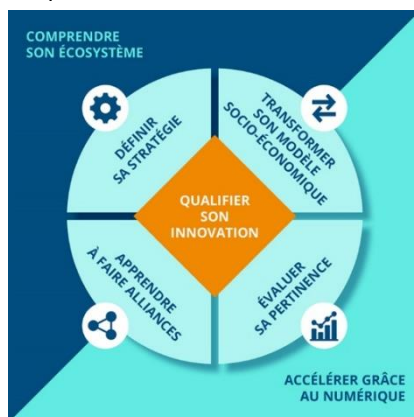 COMPRENDRE
SON ÉCOSYSTÈME
DÉFINIR
SA STRATÉGIE
TRANSFORMER
SON MODÈLE
SOCIO-ÉCONOMIQUE
QUALIFIER
SON
INNOVATION
APPRENDRE
À FAIRE ALLIANCES
ÉVALUER
SA PERTINENCE
ACCÉLÉRER GRÂCE
AU NUMÉRIQUE